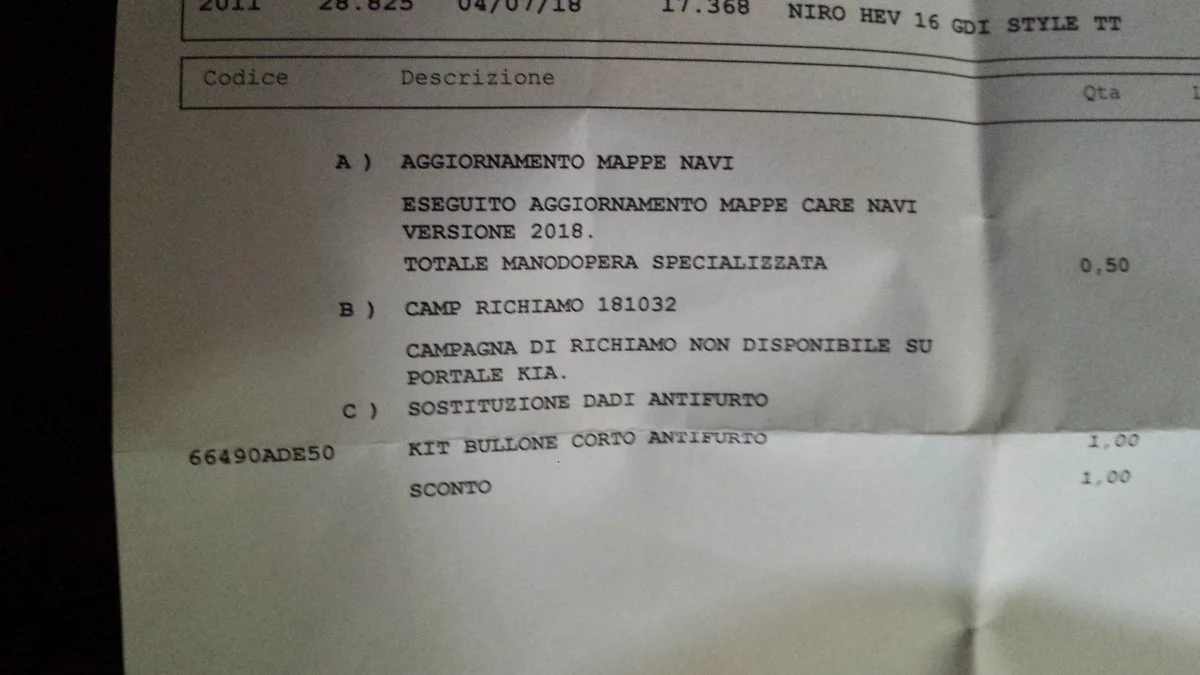 2011 28.825 04/07/18 17.368 NIRO HEV 16 GDI STYLE TT
Codice Descrizione Qta
A ) AGGIORNAMENTO MAPPE NAVI
ESEGUITO AGGIORNAMENTO MAPPE CARE NAVI
VERSIONE 2018.
TOTALE MANODOPERA SPECIALIZZATA 0,50
B ) CAMP RICHIAMO 181032
CAMPAGNA DI RICHIAMO NON DISPONIBILE SU
PORTALE KIA.
C ) SOSTITUZIONE DADI ANTIFURTO
66490ADE50 KIT BULLONE CORTO ANTIFURTO 1,00
SCONTO 1,00